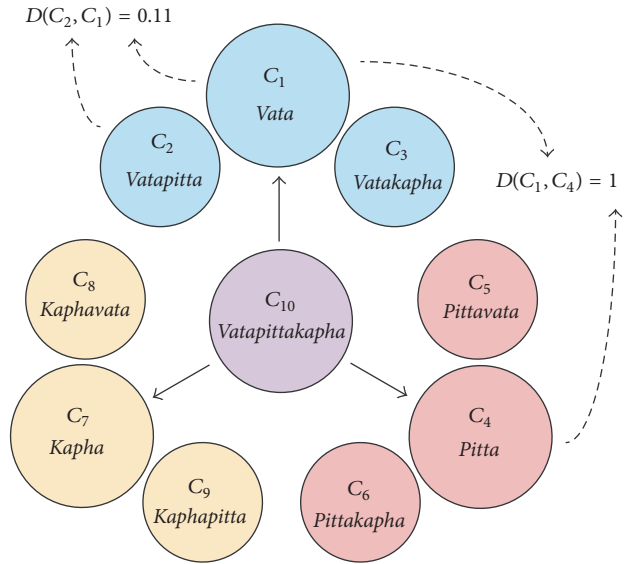 D(C₂, C₁) = 0.11
C₁
Vata
C₂
Vatapitta
C₃
Vatakapha
D(C₁, C₄) = 1
C₈
Kaphavata
C₁₀
Vatapittakapha
C₅
Pittavata
C₇
Kapha
C₄
Pitta
C₉
Kaphapitta
C₆
Pittakapha